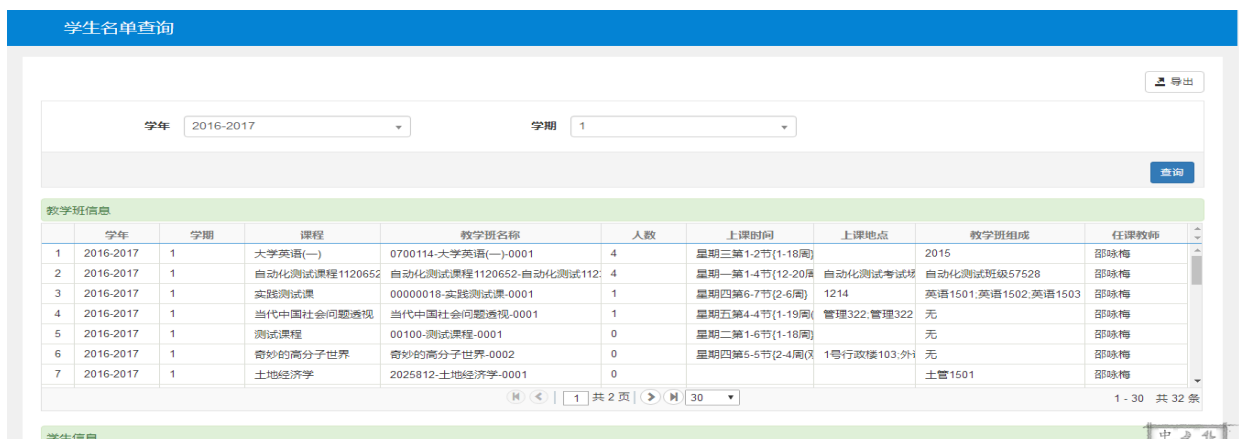 学生名单查询
导出
学年 2016-2017 学期 1
查询
教学班信息
学年 学期 课程 教学班名称 人数 上课时间 上课地点 教学班组成 任课教师
1 2016-2017 1 大学英语(一) 0700114-大学英语(一)-0001 4 星期三第1-2节{1-18周} 2015 邵咏梅
2 2016-2017 1 自动化测试课程1120652 自动化测试课程1120652-自动化测试112 4 星期一第1-4节{12-20周 自动化测试考试场 自动化测试班级57528 邵咏梅
3 2016-2017 1 实践测试课 00000018-实践测试课-0001 1 星期四第6-7节{2-6周} 1214 英语1501;英语1502;英语1503 邵咏梅
4 2016-2017 1 当代中国社会问题透视 当代中国社会问题透视-0001 1 星期五第4-4节{1-19周( 管理322;管理322 无 邵咏梅
5 2016-2017 1 测试课程 00100-测试课程-0001 0 星期二第1-6节{1-18周} 无 邵咏梅
6 2016-2017 1 奇妙的高分子世界 奇妙的高分子世界-0002 0 星期四第5-5节{2-4周(双 1号行政楼103;外 无 邵咏梅
7 2016-2017 1 土地经济学 2025812-土地经济学-0001 0 土管1501 邵咏梅
1 共 2 页 30 1 - 30 共 32 条
学生信息